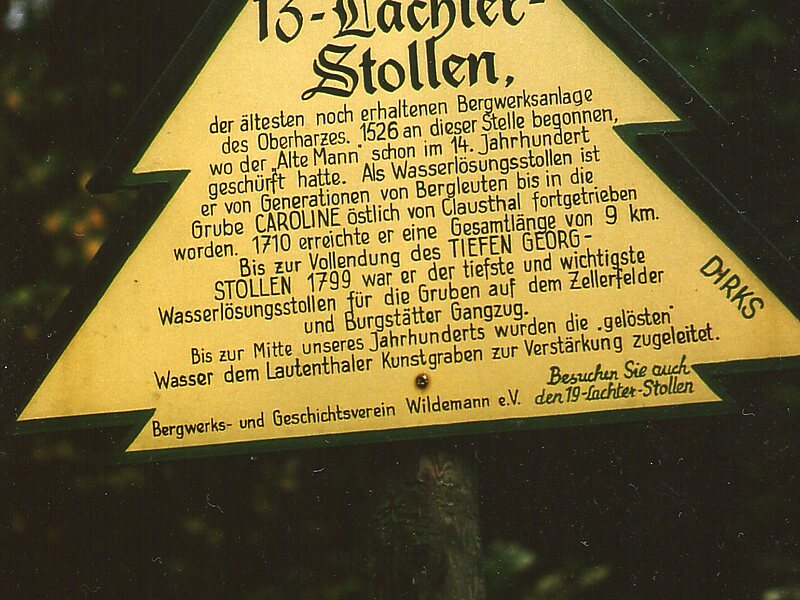 13-Lachter-
Stollen,
der ältesten noch erhaltenen Bergwerksanlage
des Oberharzes. 1526 an dieser Stelle begonnen,
wo der „Alte Mann" schon im 14. Jahrhundert
geschürft hatte. Als Wasserlösungsstollen ist
er von Generationen von Bergleuten bis in die
Grube CAROLINE östlich von Clausthal fortgetrieben
worden. 1710 erreichte er eine Gesamtlänge von 9 km.
Bis zur Vollendung des TIEFEN GEORG-
STOLLEN 1799 war er der tiefste und wichtigste
Wasserlösungsstollen für die Gruben auf dem Zellerfelder
und Burgstätter Gangzug.
Bis zur Mitte unseres Jahrhunderts wurden die „gelösten"
Wasser dem Lautenthaler Kunstgraben zur Verstärkung zugeleitet.
Bergwerks- und Geschichtsverein Wildemann e.V.
Besuchen Sie auch
den 19-Lachter-Stollen
DIRKS